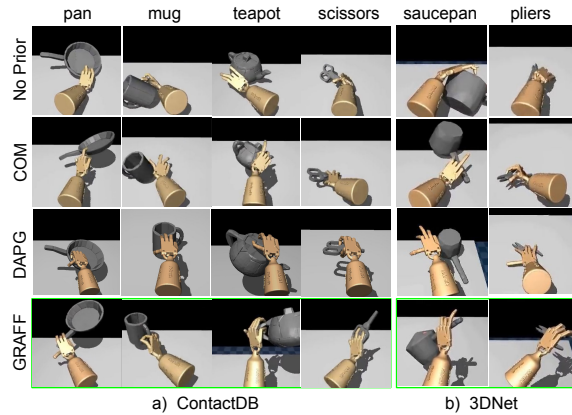 pan mug teapot scissors saucepan pliers
No Prior
COM
DAPG
GRAFF
a) ContactDB b) 3DNet